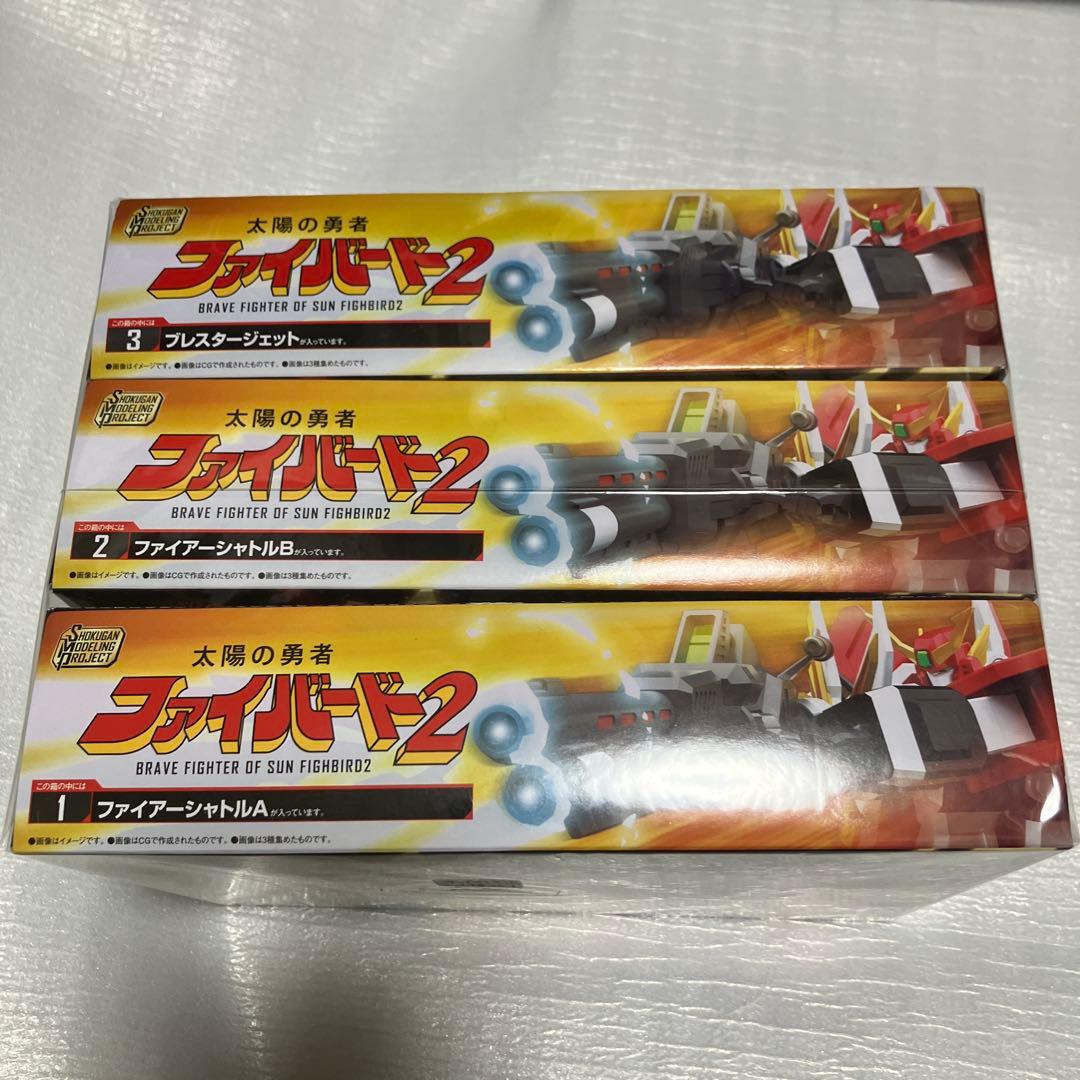 SHOKUGAN
MODELING
PROJECT
太陽の勇者
ファイバード2
BRAVE FIGHTER OF SUN FIGHBIRD2
この箱の中には
3 ブレスタージェットが入っています。
●画像はイメージです。●画像はCGで作成されたものです。●画像は3種集めたものです。
SHOKUGAN
MODELING
PROJECT
太陽の勇者
ファイバード2
BRAVE FIGHTER OF SUN FIGHBIRD2
この箱の中には
2 ファイアーシャトルBが入っています。
●画像はイメージです。●画像はCGで作成されたものです。●画像は3種集めたものです。
SHOKUGAN
MODELING
PROJECT
太陽の勇者
ファイバード2
BRAVE FIGHTER OF SUN FIGHBIRD2
この箱の中には
1 ファイアーシャトルAが入っています。
●画像はイメージです。●画像はCGで作成されたものです。●画像は3種集めたものです。